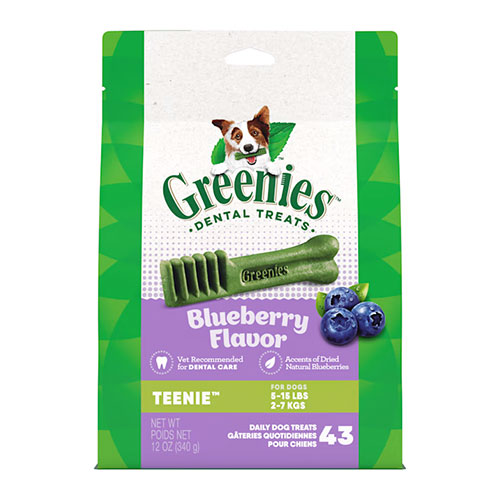 Greenies™
DENTAL TREATS
Greenies
Blueberry
Flavor
Vet Recommended
for DENTAL CARE
Accents of Dried
Natural Blueberries
TEENIE™
FOR DOGS
5-15 LBS
2-7 KGS
NET WT
POIDS NET
12 OZ (340 g)
DAILY DOG TREATS
GÂTERIES QUOTIDIENNES
POUR CHIENS
43